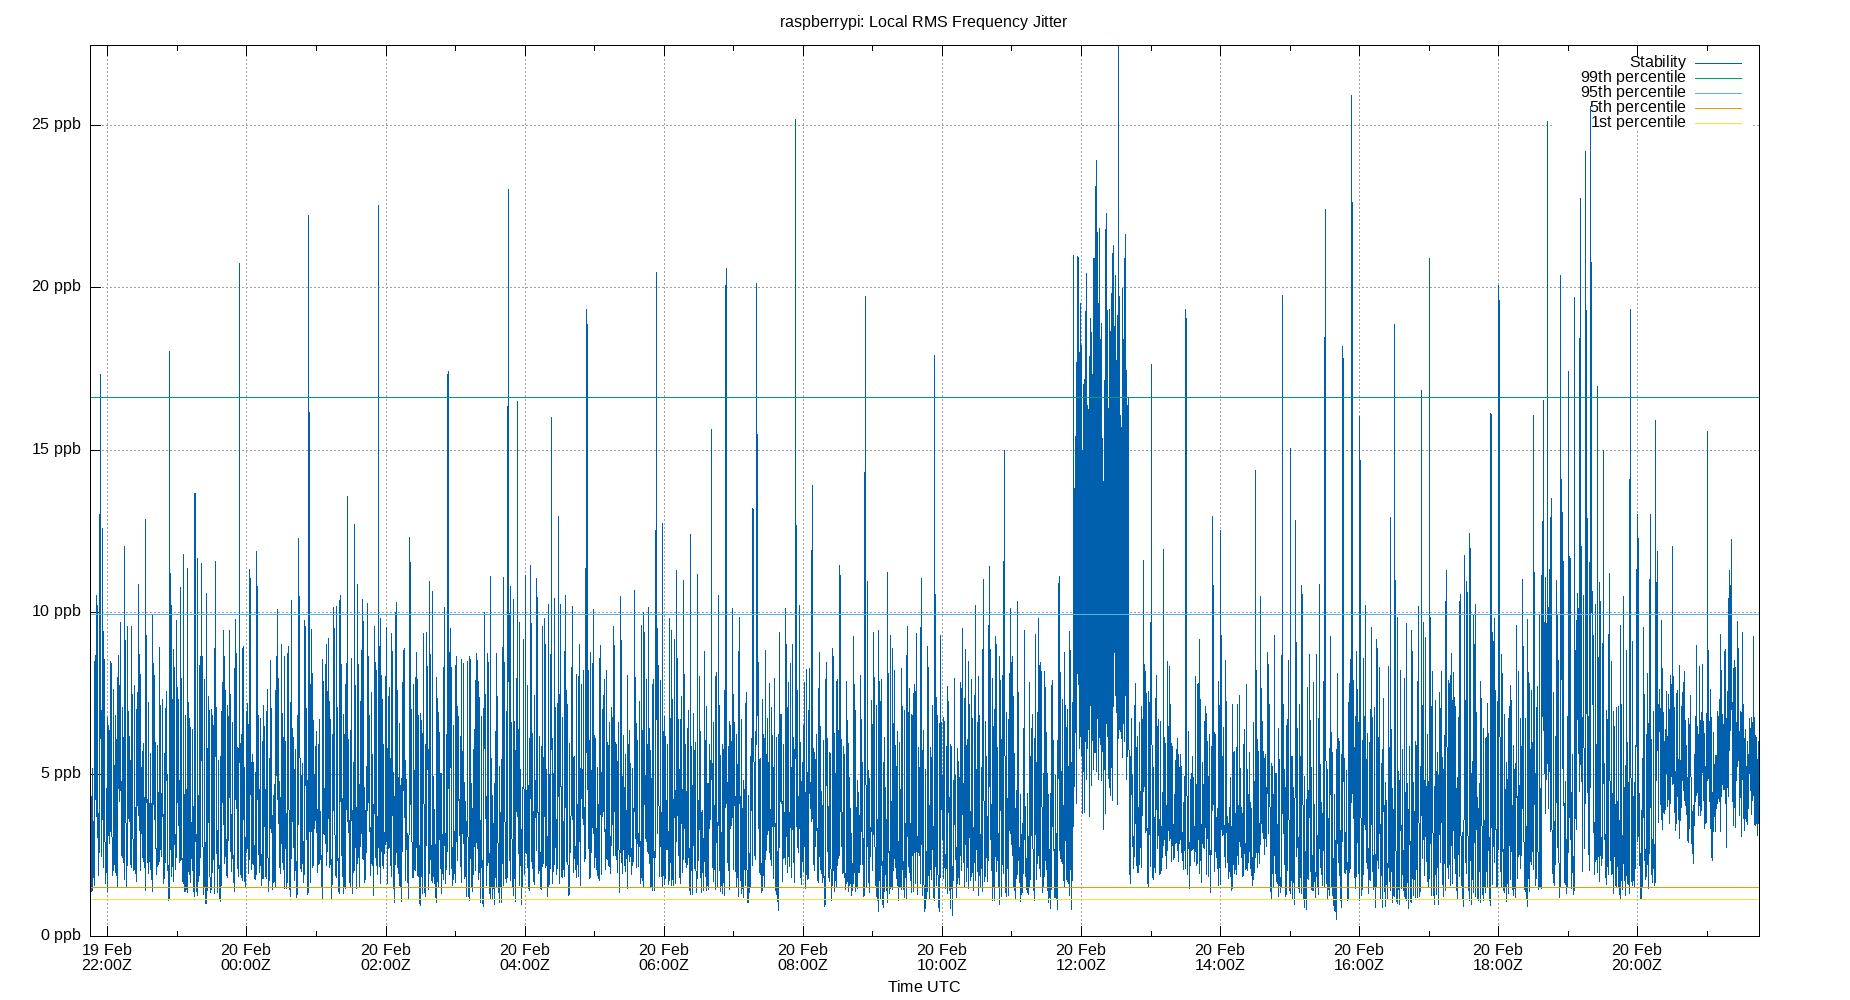 raspberrypi: Local RMS Frequency Jitter
Stability
99th percentile
95th percentile
5th percentile
1st percentile
25 ppb
20 ppb
15 ppb
10 ppb
5 ppb
0 ppb
19 Feb 20 Feb 20 Feb 20 Feb 20 Feb 20 Feb 20 Feb 20 Feb 20 Feb 20 Feb 20 Feb 20 Feb
22:00Z 00:00Z 02:00Z 04:00Z 06:00Z 08:00Z 10:00Z 12:00Z 14:00Z 16:00Z 18:00Z 20:00Z
Time UTC